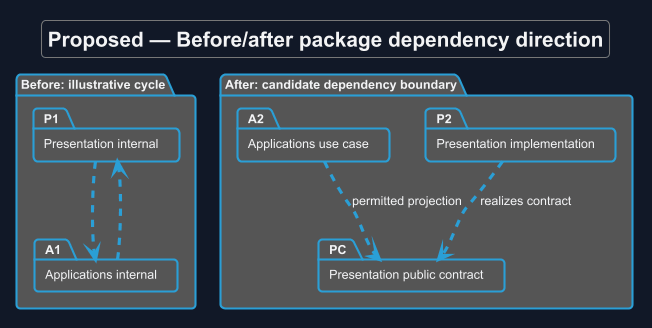 Proposed — Before/after package dependency direction
Before: illustrative cycle
P1
Presentation internal
A1
Applications internal
After: candidate dependency boundary
A2
Applications use case
P2
Presentation implementation
permitted projection
realizes contract
PC
Presentation public contract